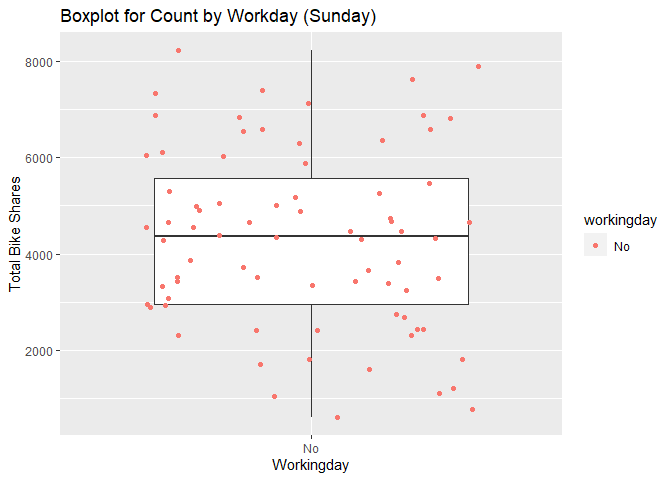 Boxplot for Count by Workday (Sunday)
Total Bike Shares
8000
6000
4000
2000
No
Workingday
workingday
No